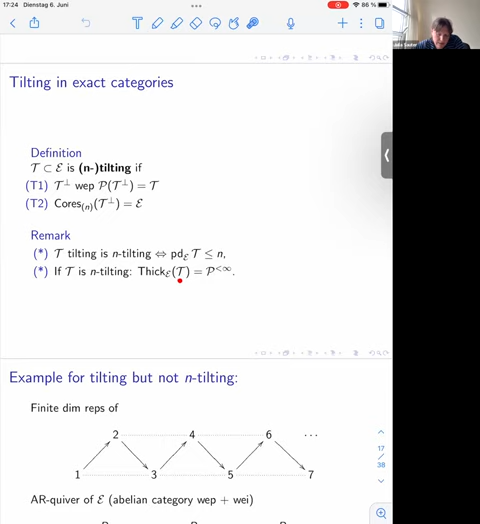 17:24 Dienstag 6. Juni
86 %
Tilting in exact categories
Definition
𝒯 ⊂ ℰ is (n-)tilting if
(T1) 𝒯^⊥ wep 𝒫(𝒯^⊥) = 𝒯
(T2) Cores_(n)(𝒯^⊥) = ℰ
Remark
(*) 𝒯 tilting is n-tilting ⇔ pd_ℰ 𝒯 ≤ n,
(*) If 𝒯 is n-tilting: Thick_ℰ(𝒯) = 𝒫^{<∞}.
Example for tilting but not n-tilting:
Finite dim reps of
2 4 6 ...
1 3 5 7
17
/
38
AR-quiver of ℰ (abelian category wep + wei)